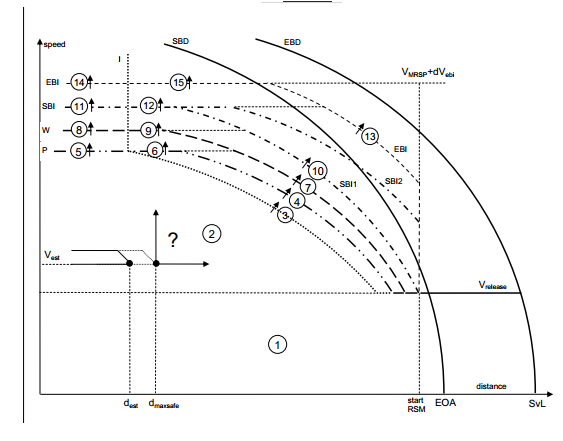 SBD
EBD
speed
I
VMRSP+dVebi
EBI
14
15
SBI
11
12
W
8
9
13
P
5
6
EBI
10
SBI1
SBI2
7
4
3
2
?
Vest
Vrelease
1
distance
dest
dmaxsafe
start
RSM
EOA
SvL